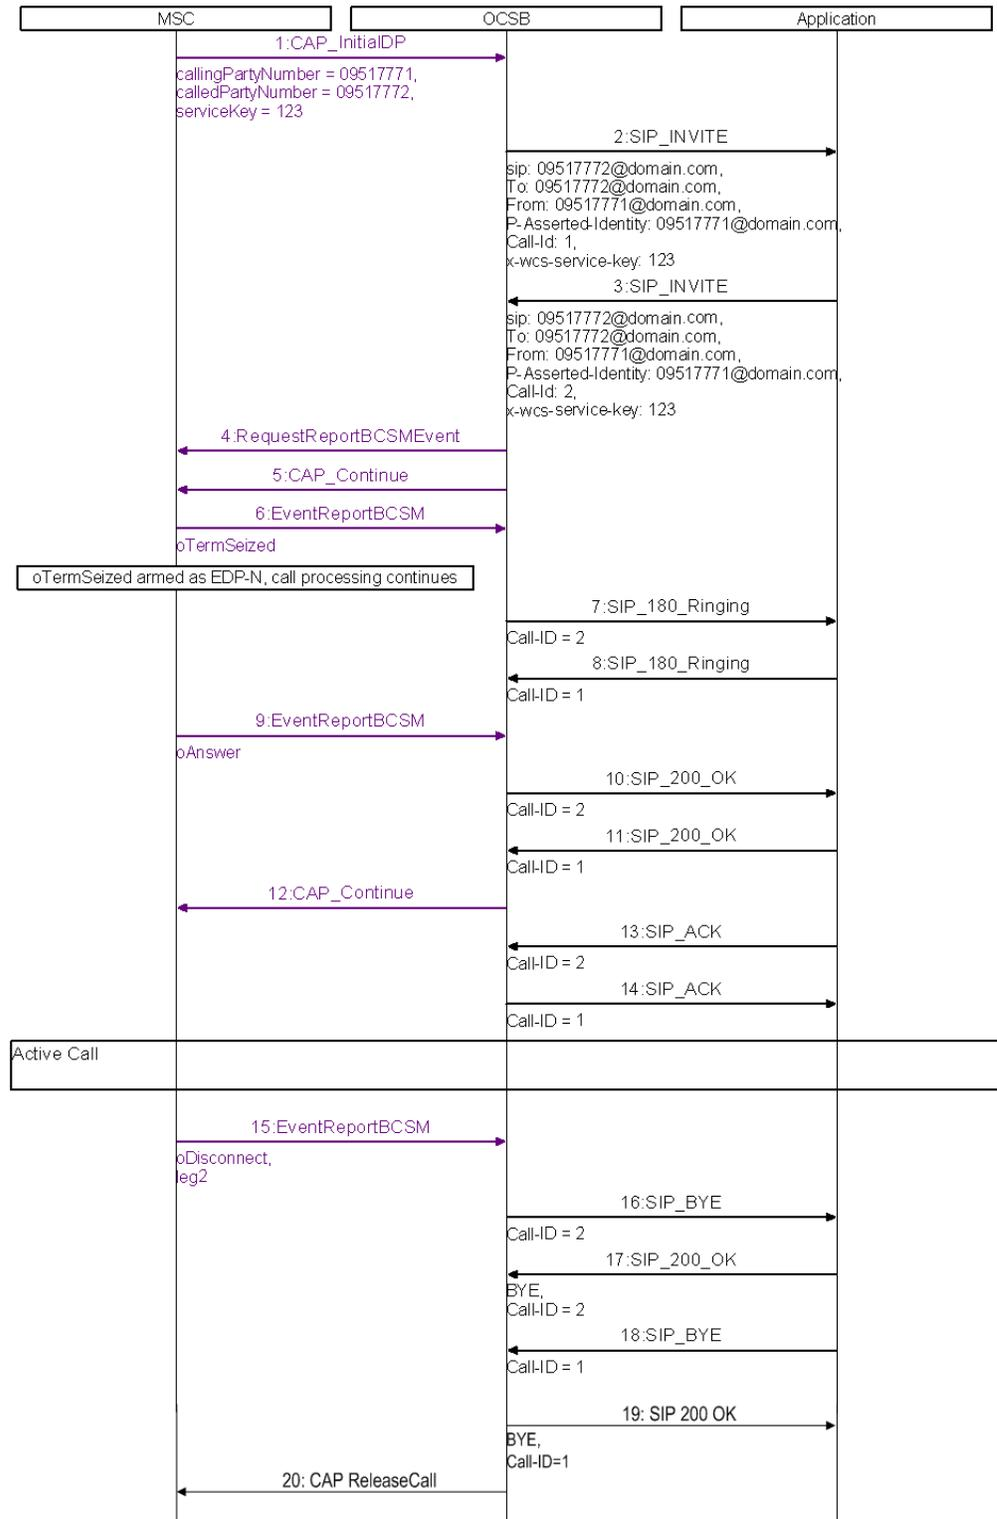 MSC
OCSB
Application
1:CAP_InitialDP
callingPartyNumber = 09517771,
calledPartyNumber = 09517772,
serviceKey = 123
2:SIP_INVITE
sip: 09517772@domain.com,
To: 09517772@domain.com,
From: 09517771@domain.com,
P-Asserted-Identity: 09517771@domain.com,
Call-Id: 1,
x-wcs-service-key: 123
3:SIP_INVITE
sip: 09517772@domain.com,
To: 09517772@domain.com,
From: 09517771@domain.com,
P-Asserted-Identity: 09517771@domain.com,
Call-Id: 2,
x-wcs-service-key: 123
4:RequestReportBCSMEvent
5:CAP_Continue
6:EventReportBCSM
oTermSeized
oTermSeized armed as EDP-N, call processing continues
7:SIP_180_Ringing
Call-ID = 2
8:SIP_180_Ringing
Call-ID = 1
9:EventReportBCSM
oAnswer
10:SIP_200_OK
Call-ID = 2
11:SIP_200_OK
Call-ID = 1
12:CAP_Continue
13:SIP_ACK
Call-ID = 2
14:SIP_ACK
Call-ID = 1
Active Call
15:EventReportBCSM
oDisconnect,
leg2
16:SIP_BYE
Call-ID = 2
17:SIP_200_OK
BYE,
Call-ID = 2
18:SIP_BYE
Call-ID = 1
19: SIP 200 OK
BYE,
Call-ID=1
20: CAP ReleaseCall